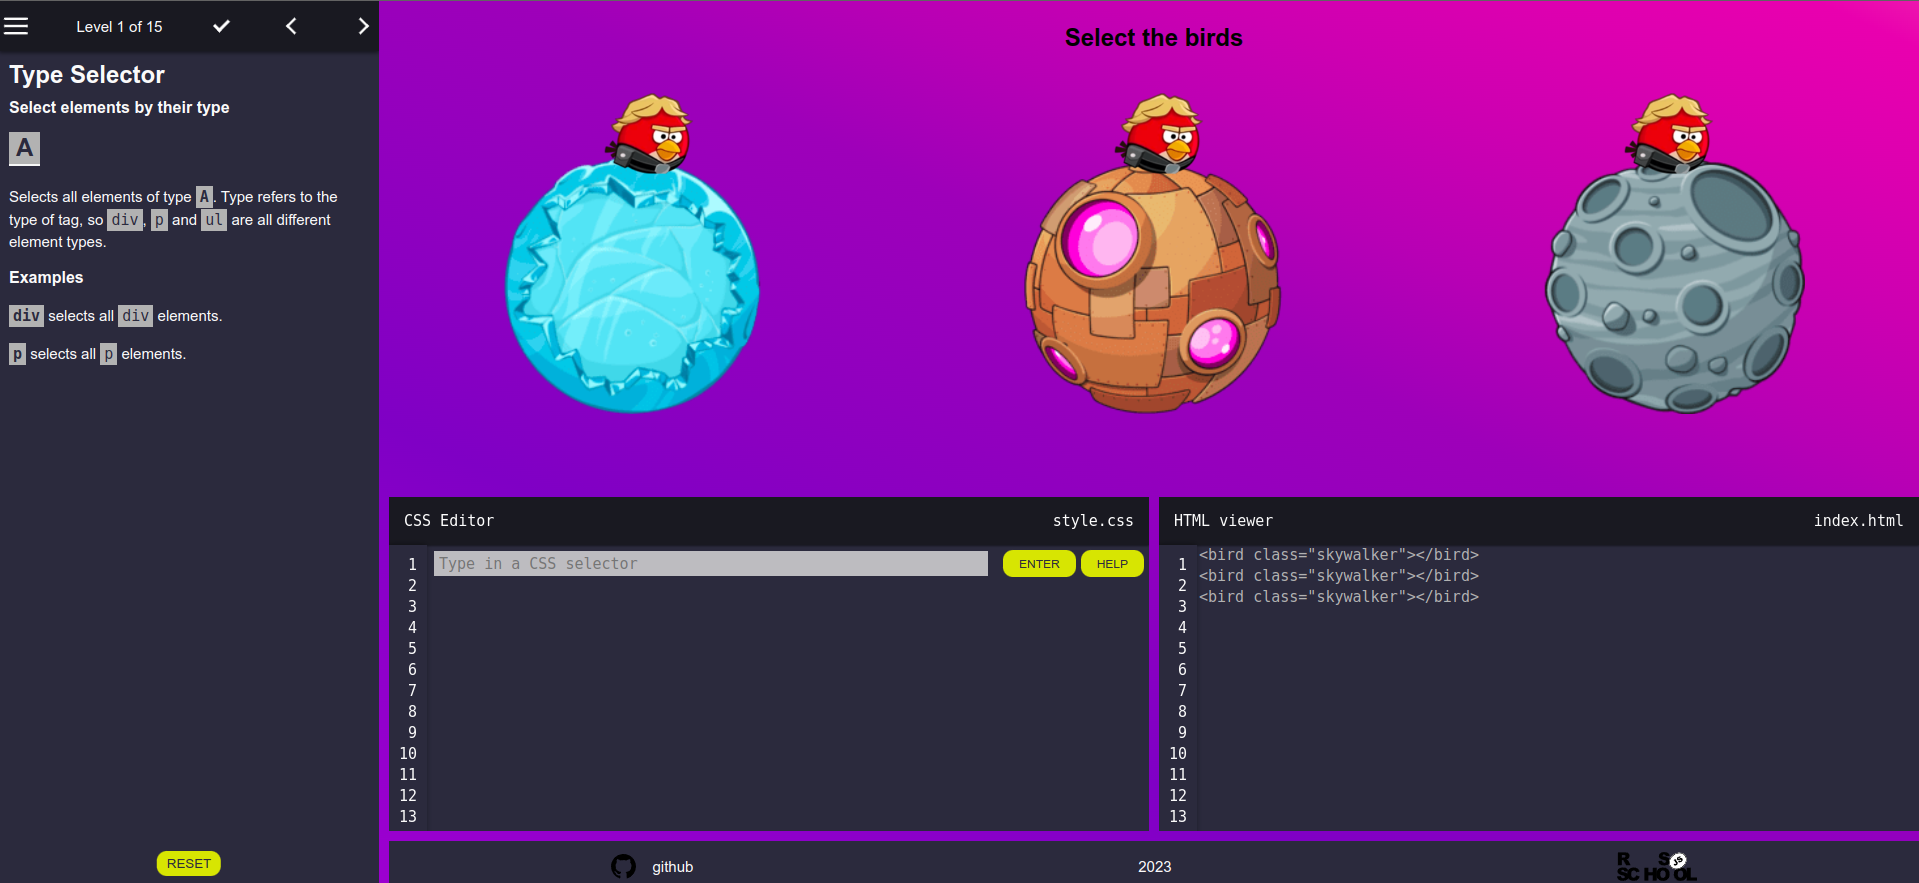 Level 1 of 15
Type Selector
Select elements by their type
A
Selects all elements of type A. Type refers to the
type of tag, so div, p and ul are all different
element types.
Examples
div selects all div elements.
p selects all p elements.
RESET
Select the birds
CSS Editor style.css
1
Type in a CSS selector
ENTER HELP
2
3
4
5
6
7
8
9
10
11
12
13
HTML viewer index.html
1 <bird class="skywalker"></bird>
2 <bird class="skywalker"></bird>
3 <bird class="skywalker"></bird>
4
5
6
7
8
9
10
11
12
13
github
2023
R S JS
SCHOOL